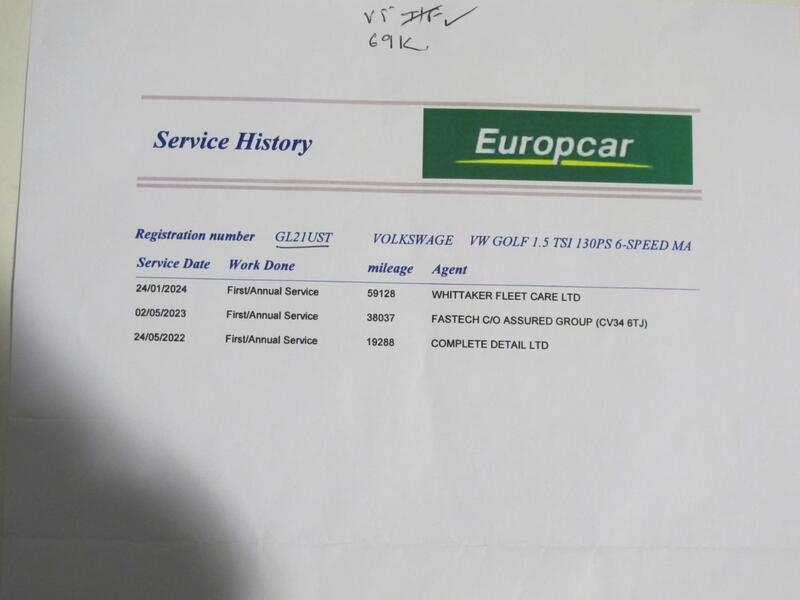 69K.
Service History
Europcar
Registration number GL21UST VOLKSWAGE VW GOLF 1.5 TSI 130PS 6-SPEED MA
Service Date Work Done mileage Agent
24/01/2024 First/Annual Service 59128 WHITTAKER FLEET CARE LTD
02/05/2023 First/Annual Service 38037 FASTECH C/O ASSURED GROUP (CV34 6TJ)
24/05/2022 First/Annual Service 19288 COMPLETE DETAIL LTD